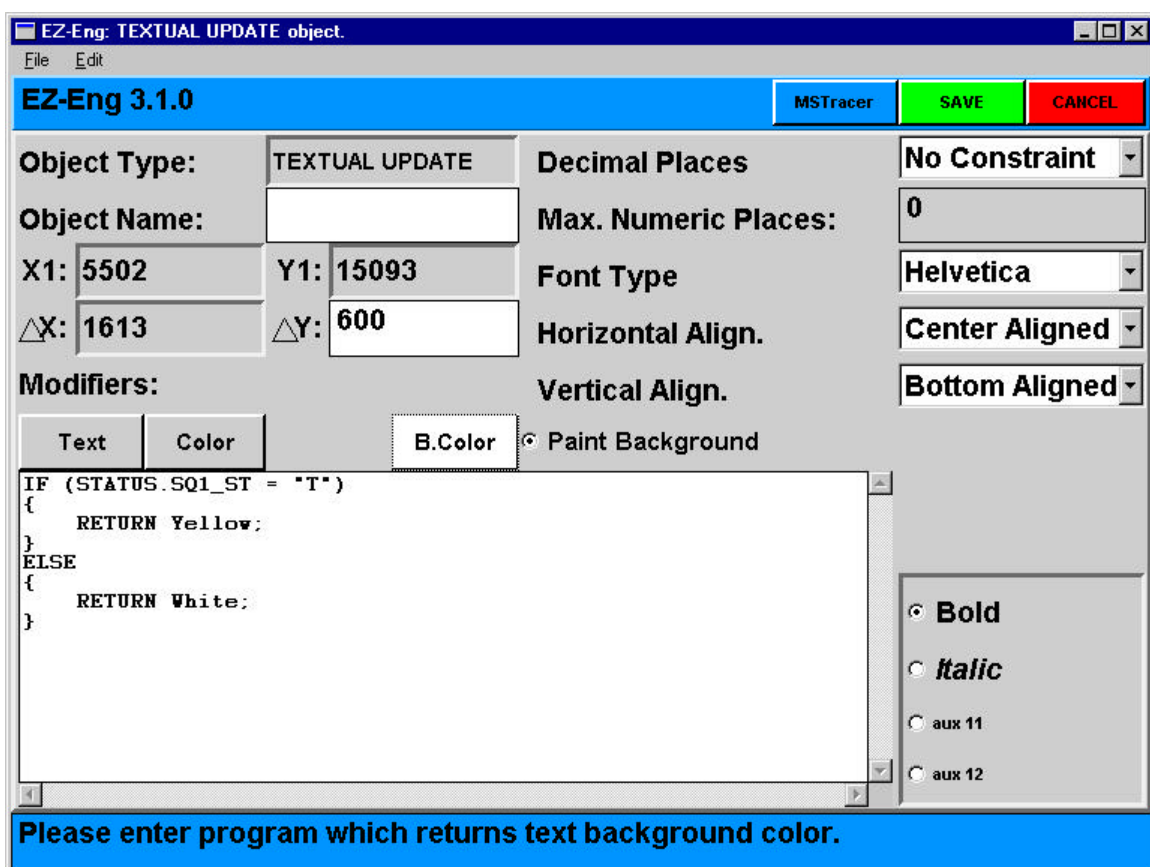 EZ-Eng: TEXTUAL UPDATE object.
File Edit
EZ-Eng 3.1.0 MSTracer SAVE CANCEL
Object Type: TEXTUAL UPDATE Decimal Places No Constraint
Object Name: Max. Numeric Places: 0
X1: 5502 Y1: 15093 Font Type Helvetica
△X: 1613 △Y: 600 Horizontal Align. Center Aligned
Modifiers: Vertical Align. Bottom Aligned
Text Color B.Color Paint Background
IF (STATUS.SQ1_ST = "T")
{
RETURN Yellow;
}
ELSE
{
RETURN White;
}
Bold
Italic
aux 11
aux 12
Please enter program which returns text background color.